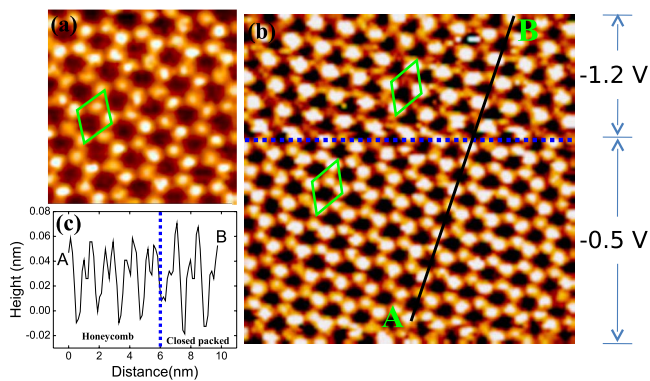 (a)
(b)
B
A
-1.2 V
-0.5 V
(c)
0.08
0.06
0.04
0.02
0.00
-0.02
Height (nm)
A
B
Honeycomb
Closed packed
0 2 4 6 8 10
Distance(nm)